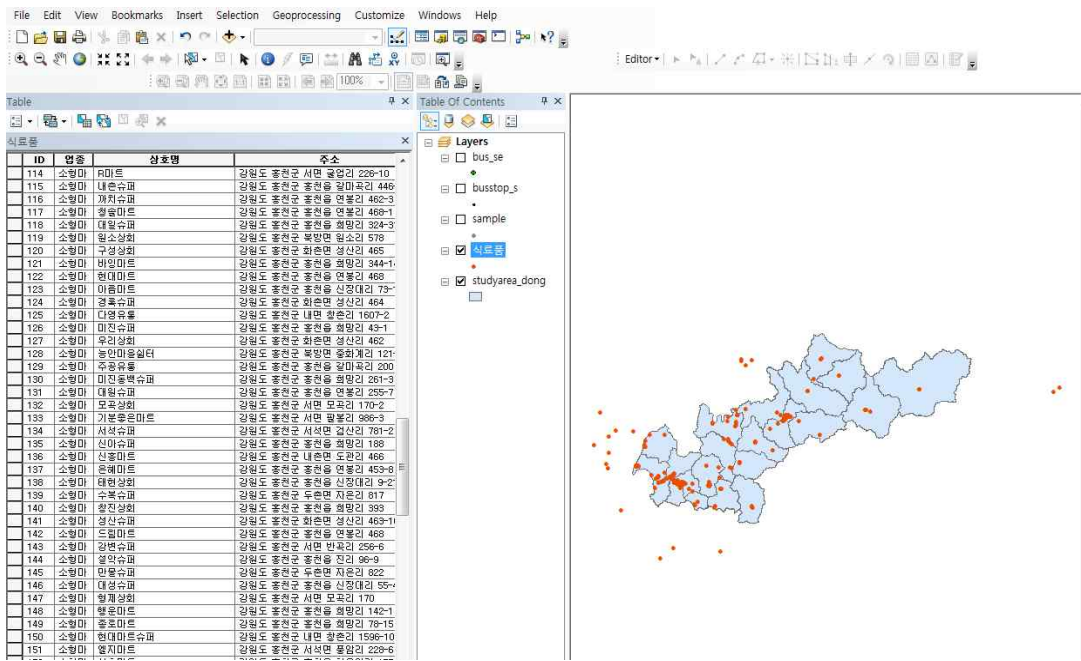 File Edit View Bookmarks Insert Selection Geoprocessing Customize Windows Help
Editor
100%
Table
식료품
ID 업종 상호명 주소
114 소형마 R마트 강원도 홍천군 서면 굴업리 226-10
115 소형마 내촌슈퍼 강원도 홍천군 홍천읍 갈마곡리 446
116 소형마 까치슈퍼 강원도 홍천군 홍천읍 연봉리 462-3
117 소형마 청솔마트 강원도 홍천군 홍천읍 연봉리 468-1
118 소형마 대일슈퍼 강원도 홍천군 홍천읍 희망리 324-3
119 소형마 원소상회 강원도 홍천군 북방면 원소리 578
120 소형마 구성상회 강원도 홍천군 화촌면 성산리 465
121 소형마 바잉마트 강원도 홍천군 홍천읍 희망리 344-1
122 소형마 현대마트 강원도 홍천군 홍천읍 연봉리 468
123 소형마 아름마트 강원도 홍천군 홍천읍 신장대리 73-
124 소형마 경록슈퍼 강원도 홍천군 화촌면 성산리 464
125 소형마 다영유통 강원도 홍천군 내면 창촌리 1607-2
126 소형마 미진슈퍼 강원도 홍천군 홍천읍 희망리 43-1
127 소형마 우리상회 강원도 홍천군 화촌면 성산리 462
128 소형마 농안마을쉼터 강원도 홍천군 북방면 중화계리 121-
129 소형마 주공유통 강원도 홍천군 홍천읍 갈마곡리 200
130 소형마 미진동백슈퍼 강원도 홍천군 홍천읍 희망리 261-3
131 소형마 대원슈퍼 강원도 홍천군 홍천읍 연봉리 255-7
132 소형마 모곡상회 강원도 홍천군 서면 모곡리 170-2
133 소형마 기분좋은마트 강원도 홍천군 서면 팔봉리 986-3
134 소형마 서석슈퍼 강원도 홍천군 서석면 검산리 781-2
135 소형마 신아슈퍼 강원도 홍천군 홍천읍 희망리 188
136 소형마 신흥마트 강원도 홍천군 내촌면 도관리 466
137 소형마 은혜마트 강원도 홍천군 홍천읍 연봉리 453-8
138 소형마 태현상회 강원도 홍천군 홍천읍 신장대리 9-2
139 소형마 수복슈퍼 강원도 홍천군 두촌면 자은리 817
140 소형마 창진상회 강원도 홍천군 홍천읍 희망리 393
141 소형마 성산슈퍼 강원도 홍천군 화촌면 성산리 463-1
142 소형마 드림마트 강원도 홍천군 홍천읍 연봉리 468
143 소형마 강변슈퍼 강원도 홍천군 서면 반곡리 256-6
144 소형마 설악슈퍼 강원도 홍천군 홍천읍 진리 96-9
145 소형마 만물슈퍼 강원도 홍천군 두촌면 자은리 822
146 소형마 대성슈퍼 강원도 홍천군 홍천읍 신장대리 55-
147 소형마 형제상회 강원도 홍천군 서면 모곡리 170
148 소형마 행운마트 강원도 홍천군 홍천읍 희망리 142-1
149 소형마 종로마트 강원도 홍천군 홍천읍 희망리 78-15
150 소형마 현대마트슈퍼 강원도 홍천군 내면 창촌리 1596-10
151 소형마 엘지마트 강원도 홍천군 서석면 풍암리 228-6
Table Of Contents
Layers
bus_se
busstop_s
sample
식료품
studyarea_dong